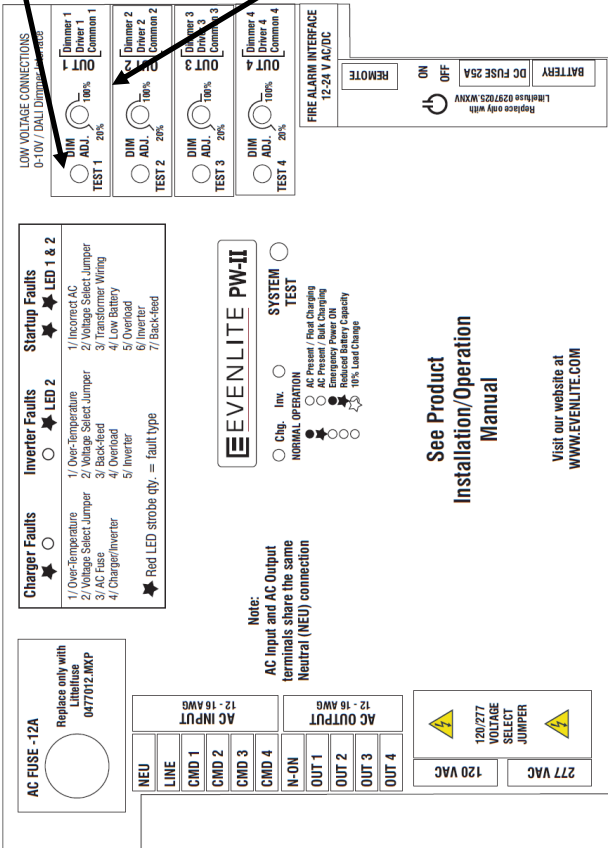 AC FUSE -12A
Replace only with
Littelfuse
0477012.MXP
Charger Faults
1/ Over-Temperature
2/ Voltage Select Jumper
3/ AC Fuse
4/ Charger/Inverter
Inverter Faults
LED 2
1/ Over-Temperature
2/ Voltage Select Jumper
3/ Back-feed
4/ Overload
5/ Inverter
Startup Faults
LED 1 & 2
1/ Incorrect AC
2/ Voltage Select Jumper
3/ Transformer Wiring
4/ Low Battery
5/ Overload
6/ Inverter
7/ Back-feed
Red LED strobe qty. = fault type
LOW VOLTAGE CONNECTIONS
0-10V / DALI Dimmer Interface
TEST 1
DIM
ADJ.
20%
100%
OUT 1
Dimmer 1
Driver 1
Common 1
TEST 2
DIM
ADJ.
20%
100%
OUT 2
Dimmer 2
Driver 2
Common 2
TEST 3
DIM
ADJ.
20%
100%
OUT 3
Dimmer 3
Driver 3
Common 3
TEST 4
DIM
ADJ.
20%
100%
OUT 4
Dimmer 4
Driver 4
Common 4
NEU
LINE
CMD 1
CMD 2
CMD 3
CMD 4
N-ON
OUT 1
OUT 2
OUT 3
OUT 4
AC INPUT
12 - 16 AWG
AC OUTPUT
12 - 16 AWG
Note:
AC Input and AC Output
terminals share the same
Neutral (NEU) connection
EVENLITE PW-II
Chg. Inv.
SYSTEM
TEST
NORMAL OPERATION
AC Present / Float Charging
AC Present / Bulk Charging
Emergency Power ON
Reduced Battery Capacity
10% Load Change
FIRE ALARM INTERFACE
12-24 V AC/DC
REMOTE
ON
OFF
DC FUSE 25A
BATTERY
Replace only with
Littelfuse 0297025.WXNV
120/277
VOLTAGE
SELECT
JUMPER
120 VAC
277 VAC
See Product
Installation/Operation
Manual
Visit our website at
WWW.EVENLITE.COM